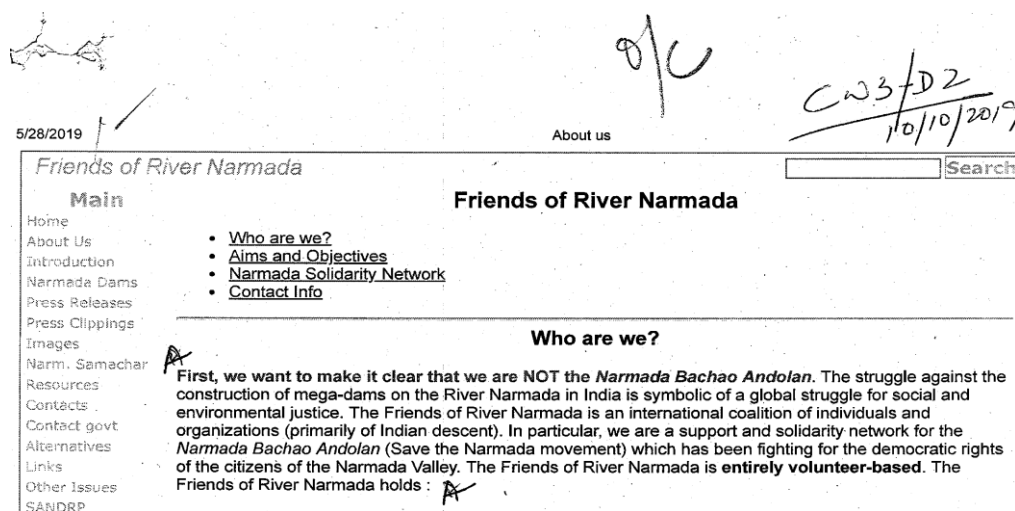 O/C
CW3/D2
10/10/2019
5/28/2019
About us
Friends of River Narmada
Search
Main
Home
About Us
Introduction
Narmada Dams
Press Releases
Press Clippings
Images
Narm. Samachar
Resources
Contacts
Contact govt
Alternatives
Links
Other Issues
SANDRP
Friends of River Narmada
• Who are we?
• Aims and Objectives
• Narmada Solidarity Network
• Contact Info
Who are we?
First, we want to make it clear that we are NOT the Narmada Bachao Andolan. The struggle against the
construction of mega-dams on the River Narmada in India is symbolic of a global struggle for social and
environmental justice. The Friends of River Narmada is an international coalition of individuals and
organizations (primarily of Indian descent). In particular, we are a support and solidarity network for the
Narmada Bachao Andolan (Save the Narmada movement) which has been fighting for the democratic rights
of the citizens of the Narmada Valley. The Friends of River Narmada is entirely volunteer-based. The
Friends of River Narmada holds :